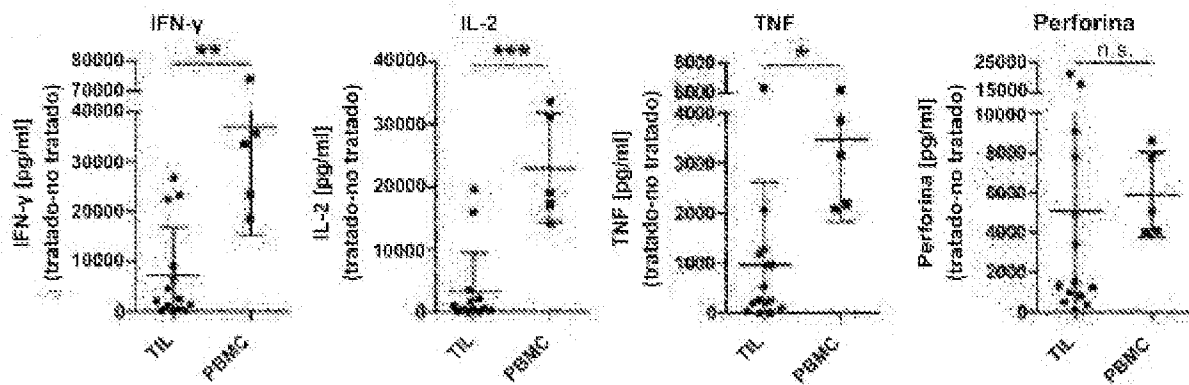 IFN-γ
**
IFN-γ [pg/ml]
(tratado-no tratado)
80000
70000
40000
30000
20000
10000
0
TIL
PBMC
IL-2
***
IL-2 [pg/ml]
(tratado-no tratado)
40000
30000
20000
10000
0
TIL
PBMC
TNF
*
TNF [pg/ml]
(tratado-no tratado)
4000
3000
2000
1000
0
TIL
PBMC
Perforina
n.s.
Perforina [pg/ml]
(tratado-no tratado)
25000
15000
10000
8000
6000
4000
2000
0
TIL
PBMC